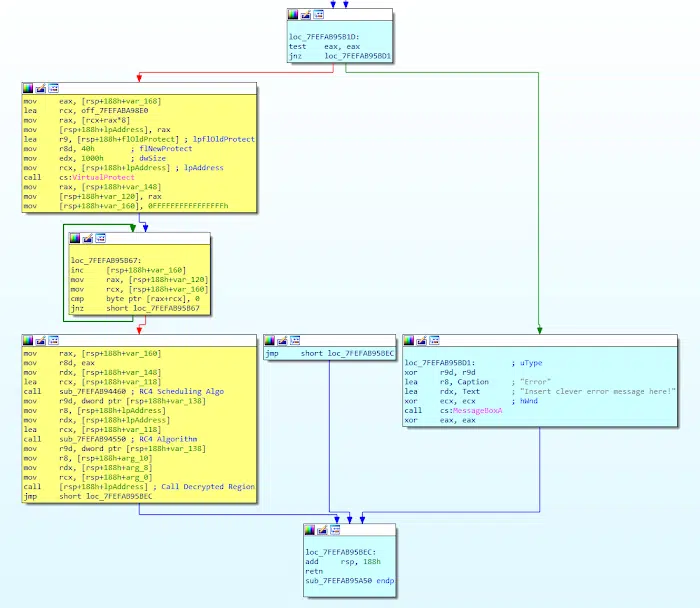 loc_7FEFAB95B1D:
test eax, eax
jnz loc_7FEFAB95BD1
mov eax, [rsp+188h+var_168]
lea rcx, off_7FEFABA98E0
mov rax, [rcx+rax*8]
mov [rsp+188h+lpAddress], rax
lea r9, [rsp+188h+flOldProtect] ; lpflOldProtect
mov r8d, 40h ; flNewProtect
mov edx, 1000h ; dwSize
mov rcx, [rsp+188h+lpAddress] ; lpAddress
call cs:VirtualProtect
mov rax, [rsp+188h+var_148]
mov [rsp+188h+var_120], rax
mov [rsp+188h+var_160], 0FFFFFFFFFFFFFFFFh
loc_7FEFAB95B67:
inc [rsp+188h+var_160]
mov rax, [rsp+188h+var_120]
mov rcx, [rsp+188h+var_160]
cmp byte ptr [rax+rcx], 0
jnz short loc_7FEFAB95B67
mov rax, [rsp+188h+var_160]
mov r8d, eax
mov rdx, [rsp+188h+var_148]
lea rcx, [rsp+188h+var_118]
call sub_7FEFAB94460 ; RC4 Scheduling Algo
mov r9d, dword ptr [rsp+188h+var_138]
mov r8, [rsp+188h+lpAddress]
mov rdx, [rsp+188h+lpAddress]
lea rcx, [rsp+188h+var_118]
call sub_7FEFAB94550 ; RC4 Algorithm
mov r9d, dword ptr [rsp+188h+var_138]
mov r8, [rsp+188h+arg_10]
mov rdx, [rsp+188h+arg_8]
mov rcx, [rsp+188h+arg_0]
call [rsp+188h+lpAddress] ; Call Decrypted Region
jmp short loc_7FEFAB95BEC
jmp short loc_7FEFAB95BEC
loc_7FEFAB95BD1: ; uType
xor r9d, r9d
lea r8, Caption ; "Error"
lea rdx, Text ; "Insert clever error message here!"
xor ecx, ecx ; hWnd
call cs:MessageBoxA
xor eax, eax
loc_7FEFAB95BEC:
add rsp, 188h
retn
sub_7FEFAB95A50 endp